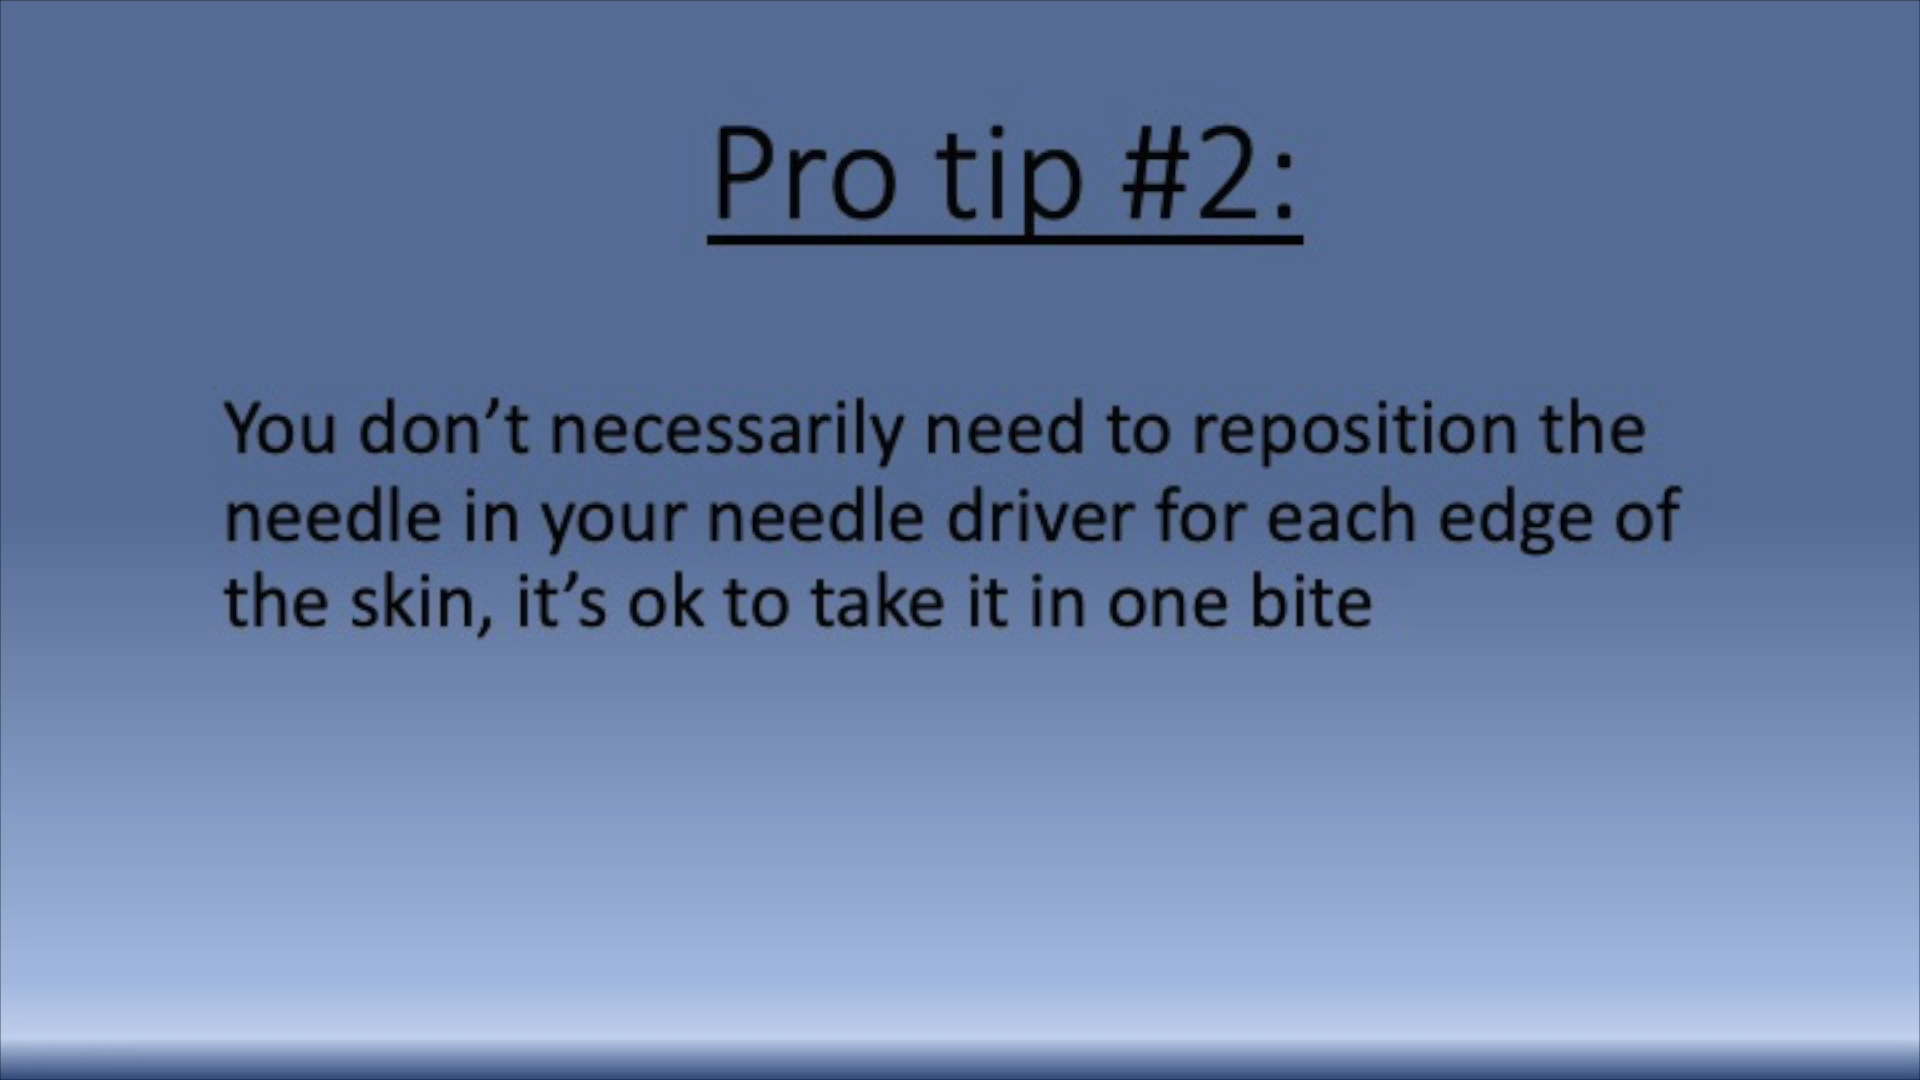 Pro tip #2:
You don’t necessarily need to reposition the
needle in your needle driver for each edge of
the skin, it’s ok to take it in one bite